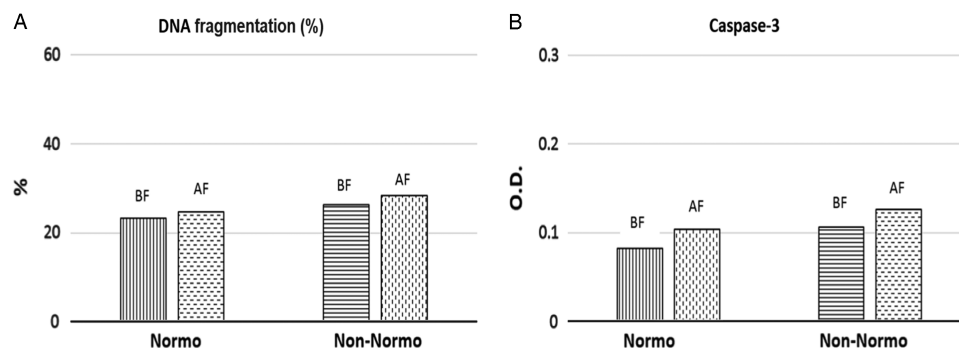 A
DNA fragmentation (%)
60
40
20
0
%
BF
AF
BF
AF
Normo
Non-Normo
B
Caspase-3
0.3
0.2
0.1
0
O.D.
BF
AF
BF
AF
Normo
Non-Normo